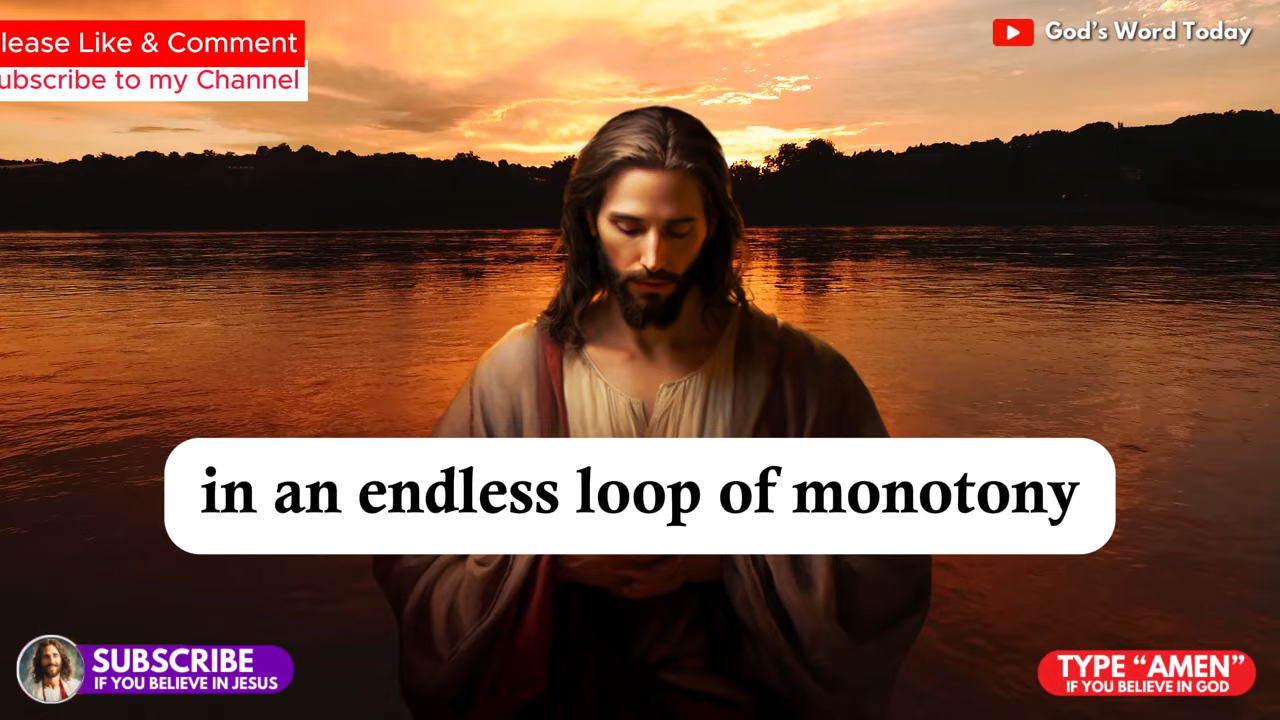 lease Like & Comment
ubscribe to my Channel
God's Word Today
in an endless loop of monotony
SUBSCRIBE
IF YOU BELIEVE IN JESUS
TYPE “AMEN”
IF YOU BELIEVE IN GOD